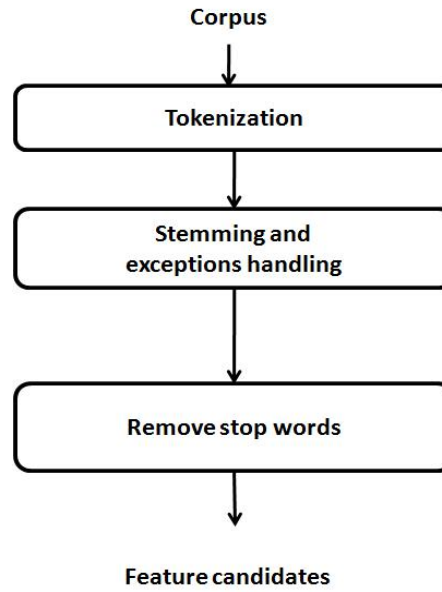 Corpus
Tokenization
Stemming and
exceptions handling
Remove stop words
Feature candidates